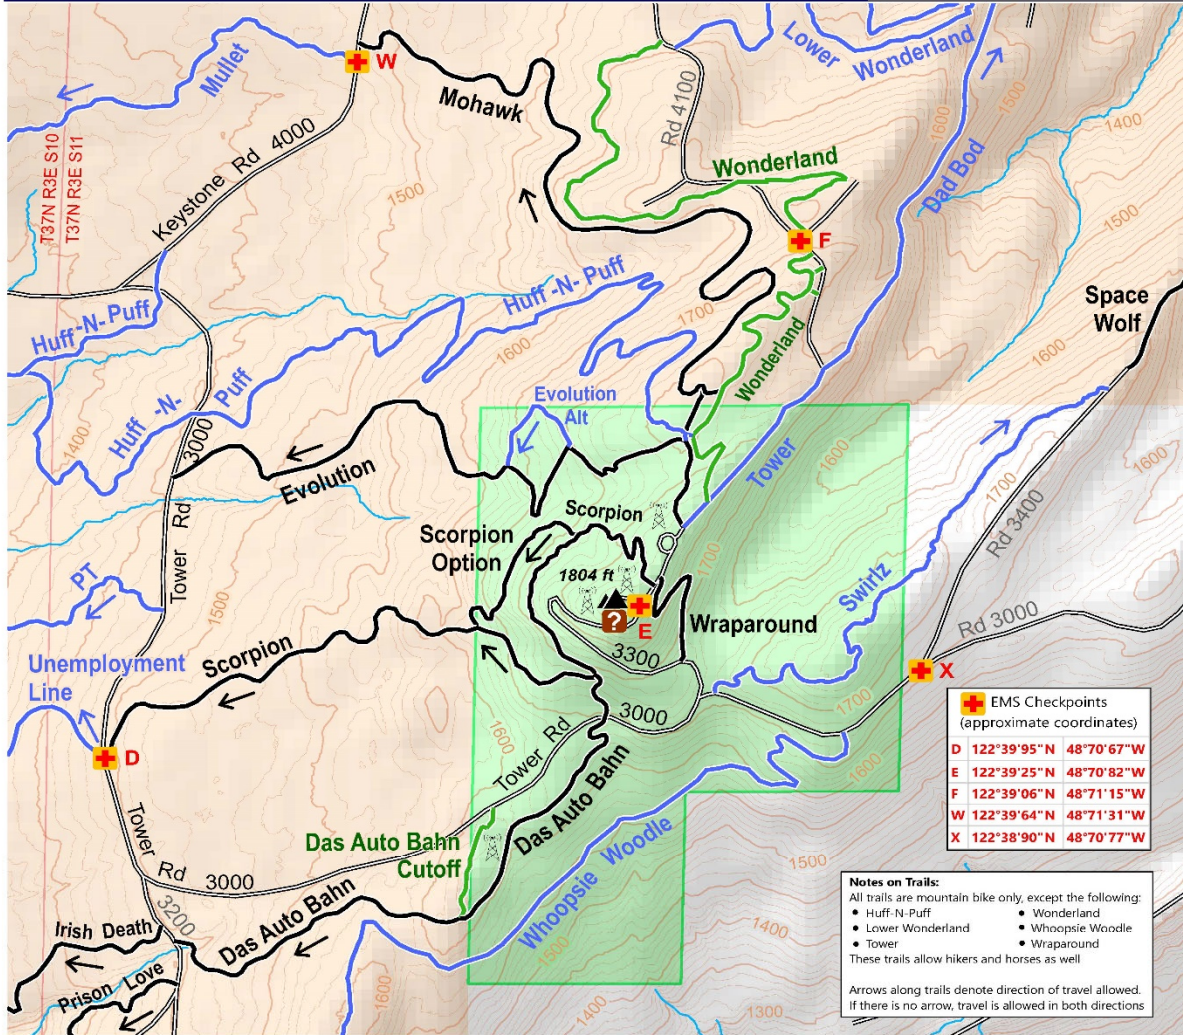 Mullet
W
Mohawk
Lower
Wonderland
Rd 4100
1600
1500
1400
T37N R3E S10
T37N R3E S11
Keystone Rd 4000
1500
Wonderland
Dad Bod
1500
F
Huff -N- Puff
Huff -N- Puff
1700
Space
Wolf
1600
Wonderland
1600
Huff -N- Puff
Evolution
Alt
1400
3000
Tower
1600
1600
Evolution
Scorpion
1700
Rd 3400
Scorpion
Option
Rd
Tower
1804 ft
1700
PT
1500
?
E
Swirlz
Wraparound
Rd 3000
Scorpion
3300
Unemployment
Line
X
3000
1700
1600
Tower Rd
D
1600
EMS Checkpoints
(approximate coordinates)
D 122°39'95"N 48°70'67"W
E 122°39'25"N 48°70'82"W
F 122°39'06"N 48°71'15"W
W 122°39'64"N 48°71'31"W
X 122°38'90"N 48°70'77"W
Das Auto Bahn
Das Auto Bahn
Cutoff
Tower Rd 3000
Whoopsie Woodle
1500
3200
Irish Death
Das Auto Bahn
1500
1400
Prison Love
1600
1400
1300
Notes on Trails:
All trails are mountain bike only, except the following:
• Huff-N-Puff • Wonderland
• Lower Wonderland • Whoopsie Woodle
• Tower • Wraparound
These trails allow hikers and horses as well
Arrows along trails denote direction of travel allowed.
If there is no arrow, travel is allowed in both directions